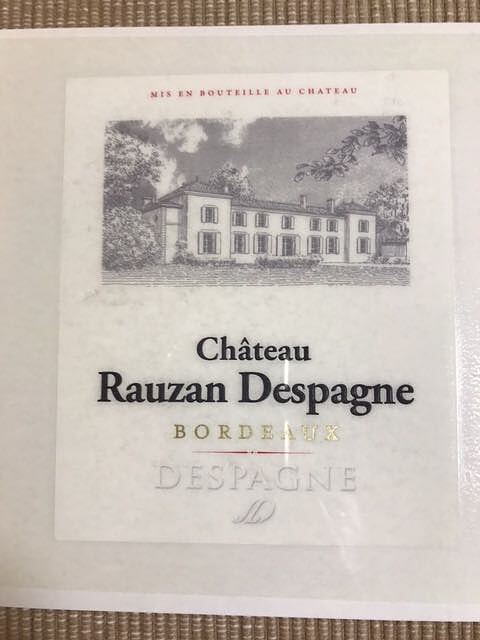 MIS EN BOUTEILLE AU CHATEAU
Château
Rauzan Despagne
BORDEAUX
DESPAGNE